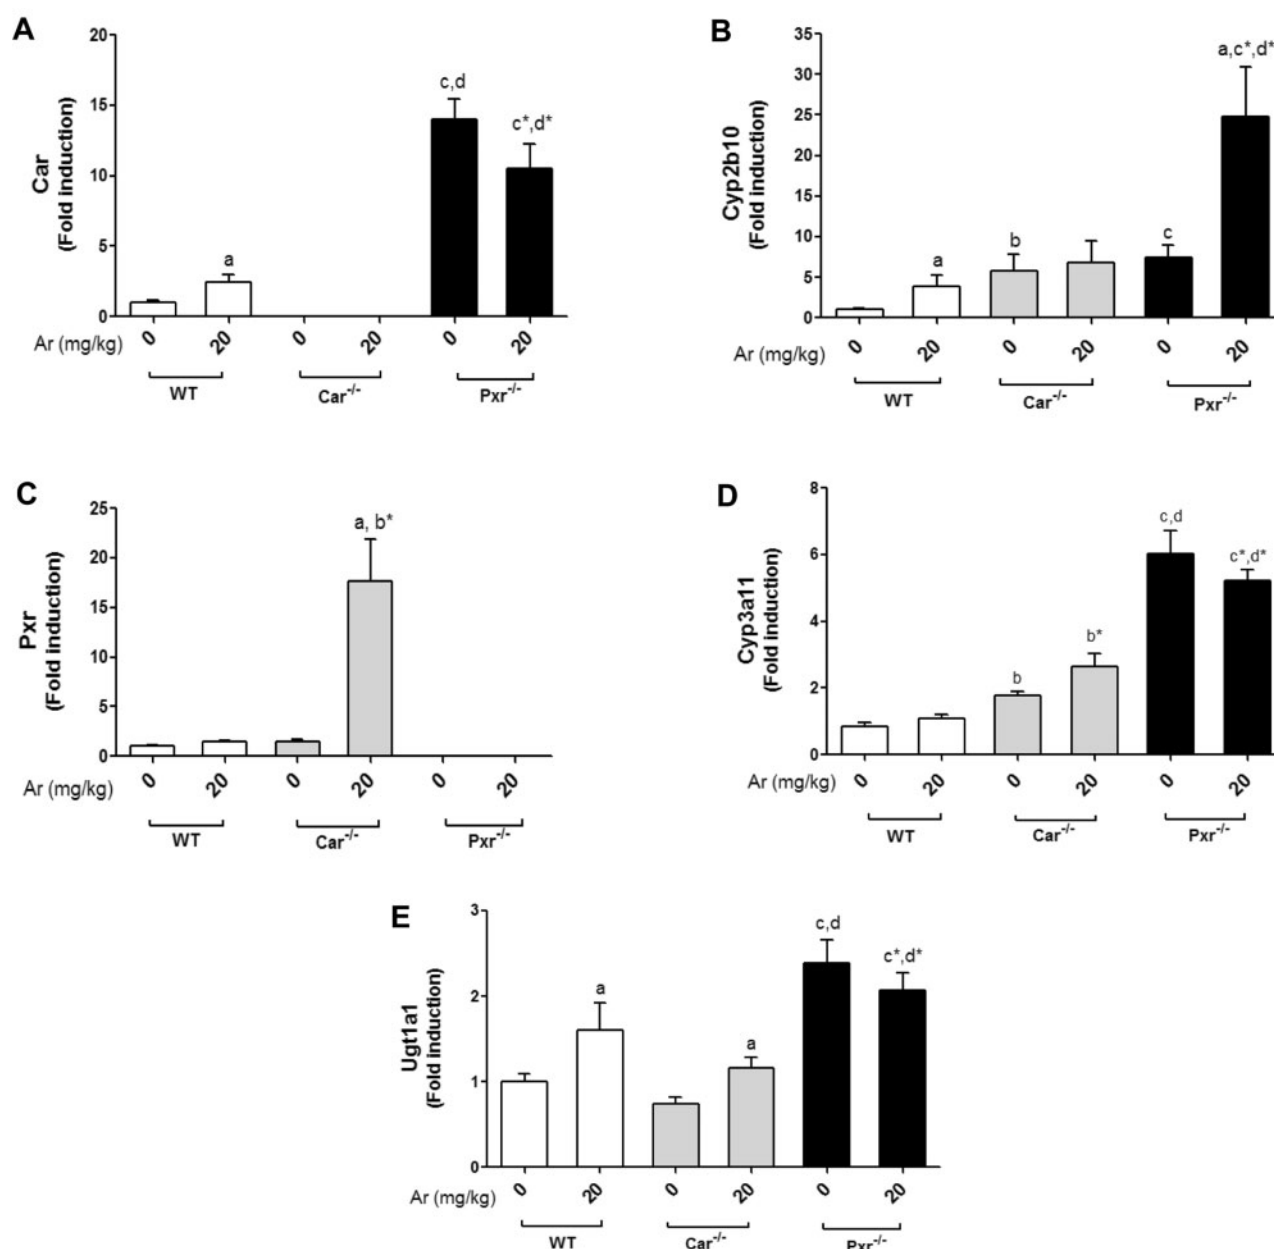 A
Car
(Fold induction)
20
15
10
5
0
a
c,d
c*,d*
Ar (mg/kg)
0 20 0 20 0 20
WT Car-/- Pxr-/-
B
Cyp2b10
(Fold induction)
35
30
25
20
15
10
5
0
a
b
c
a,c*,d*
Ar (mg/kg)
0 20 0 20 0 20
WT Car-/- Pxr-/-
C
Pxr
(Fold induction)
25
20
15
10
5
0
a, b*
Ar (mg/kg)
0 20 0 20 0 20
WT Car-/- Pxr-/-
D
Cyp3a11
(Fold induction)
8
6
4
2
0
b
b*
c,d
c*,d*
Ar (mg/kg)
0 20 0 20 0 20
WT Car-/- Pxr-/-
E
Ugt1a1
(Fold induction)
3
2
1
0
a
a
c,d
c*,d*
Ar (mg/kg)
0 20 0 20 0 20
WT Car-/- Pxr-/-